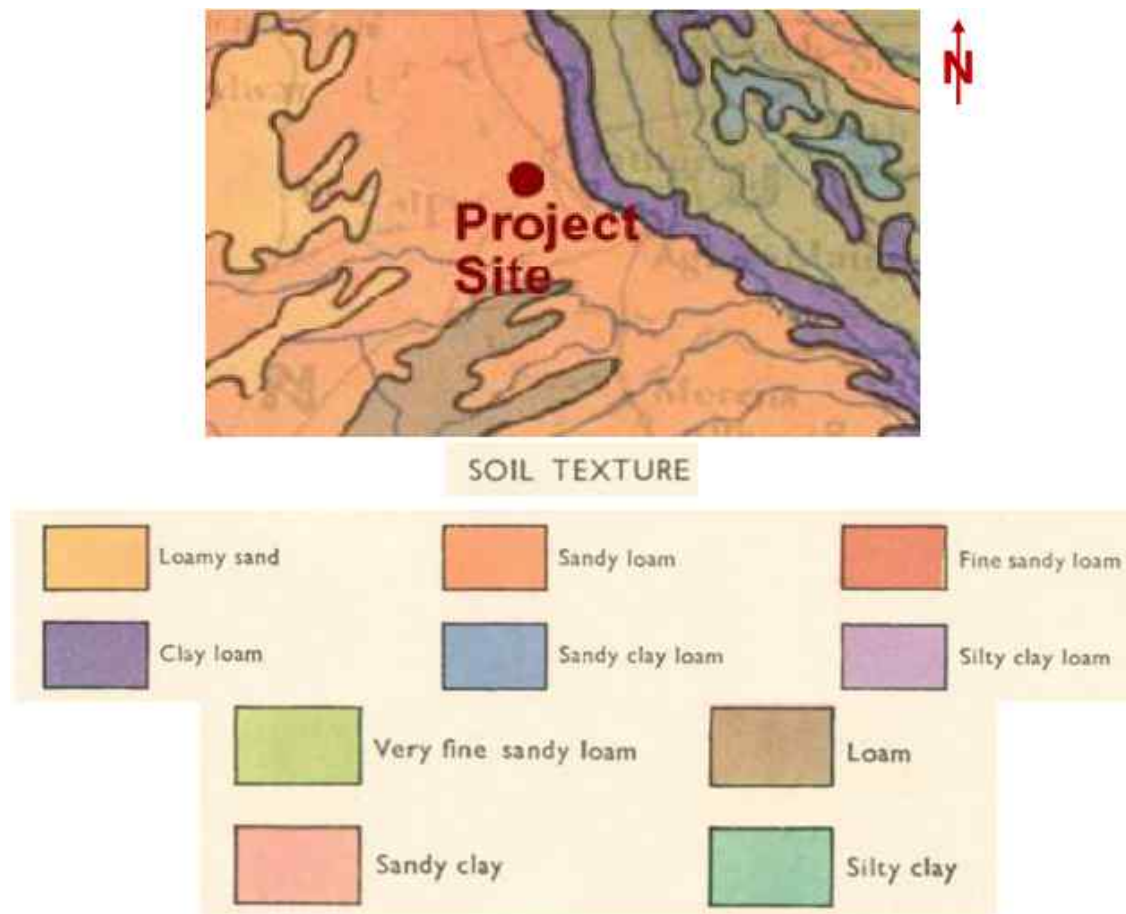 N
Project
Site
SOIL TEXTURE
Loamy sand
Sandy loam
Fine sandy loam
Clay loam
Sandy clay loam
Silty clay loam
Very fine sandy loam
Loam
Sandy clay
Silty clay